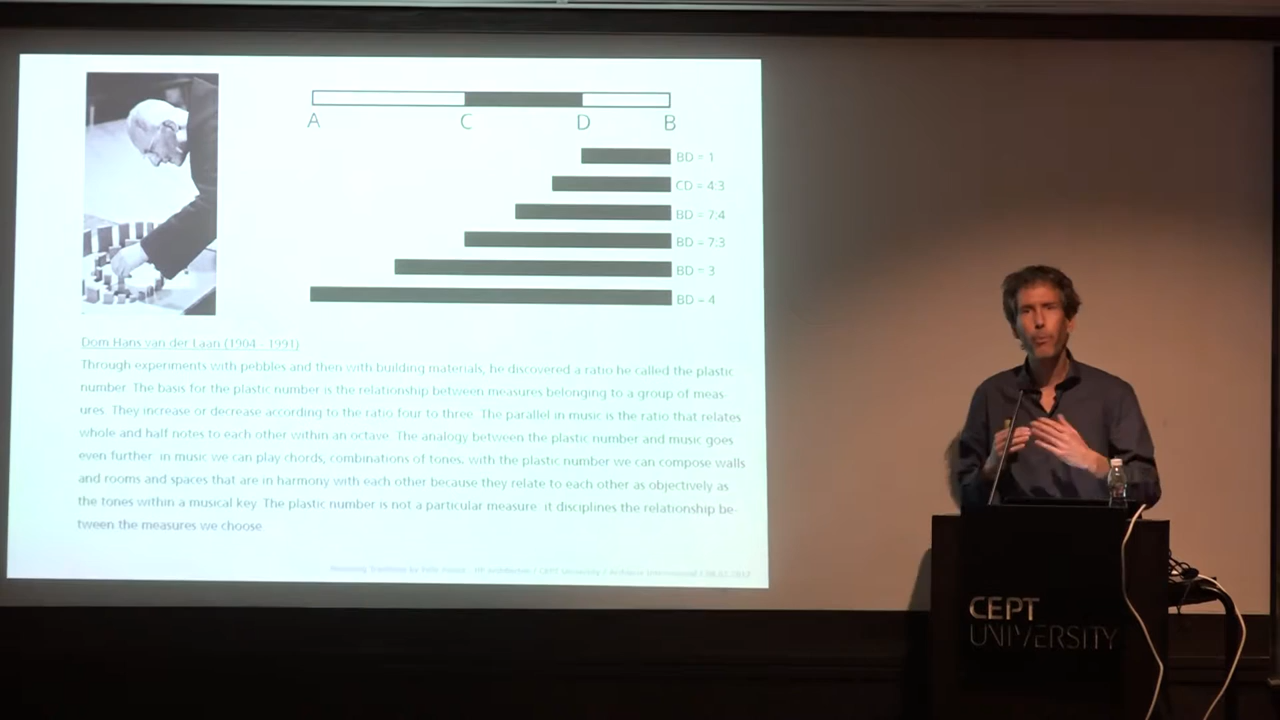 A C D B
BD = 1
CD = 4:3
BD = 7:4
BD = 7:3
BD = 3
BD = 4
Dom Hans van der Laan (1904 - 1991)
Through experiments with pebbles and then with building materials, he discovered a ratio he called the plastic
number. The basis for the plastic number is the relationship between measures belonging to a group of meas-
ures. They increase or decrease according to the ratio four to three. The parallel in music is the ratio that relates
whole and half notes to each other within an octave. The analogy between the plastic number and music goes
even further: in music we can play chords, combinations of tones, with the plastic number we can compose walls
and rooms and spaces that are in harmony with each other because they relate to each other as objectively as
the tones within a musical key. The plastic number is not a particular measure: it disciplines the relationship be-
tween the measures we choose
CEPT University
CEPT
UNIVERSITY